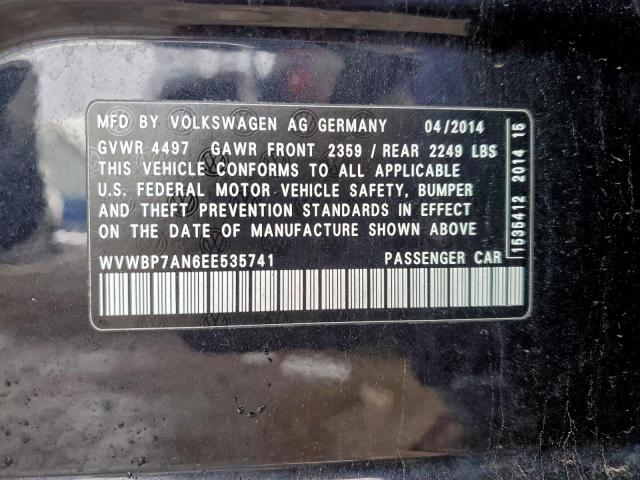 MFD BY VOLKSWAGEN AG GERMANY 04/2014
GVWR 4497 GAWR FRONT 2359 / REAR 2249 LBS
THIS VEHICLE CONFORMS TO ALL APPLICABLE
U.S. FEDERAL MOTOR VEHICLE SAFETY, BUMPER
AND THEFT PREVENTION STANDARDS IN EFFECT
ON THE DATE OF MANUFACTURE SHOWN ABOVE
WVWBP7AN6EE535741 PASSENGER CAR
1535412 2014 15